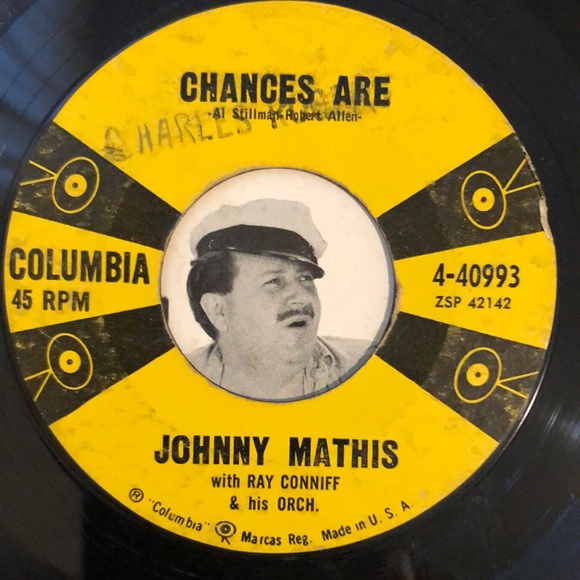 CHANCES ARE
-Al Stillman-Robert Allen-
CHARLES
COLUMBIA
45 RPM
4-40993
ZSP 42142
JOHNNY MATHIS
with RAY CONNIFF
& his ORCH.
® "Columbia" Marcas Reg. Made in U. S. A.